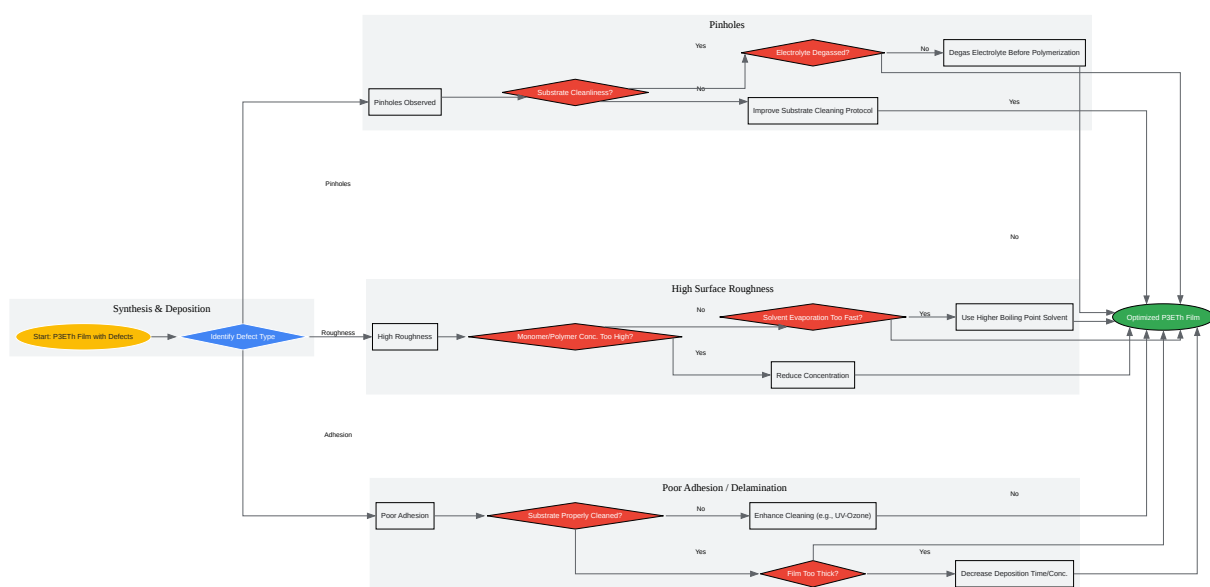 Pinholes
Yes
Electrolyte Degassed?
No
Degas Electrolyte Before Polymerization
Pinholes Observed
Substrate Cleanliness?
No
Improve Substrate Cleaning Protocol
Yes
Pinholes
No
Synthesis & Deposition
Start: P3ETh Film with Defects
Identify Defect Type
Roughness
High Surface Roughness
High Roughness
Monomer/Polymer Conc. Too High?
No
Solvent Evaporation Too Fast?
Yes
Use Higher Boiling Point Solvent
Optimized P3ETh Film
Yes
Reduce Concentration
Adhesion
Poor Adhesion / Delamination
No
Poor Adhesion
Substrate Properly Cleaned?
No
Enhance Cleaning (e.g., UV-Ozone)
Yes
Film Too Thick?
Yes
Decrease Deposition Time/Conc.